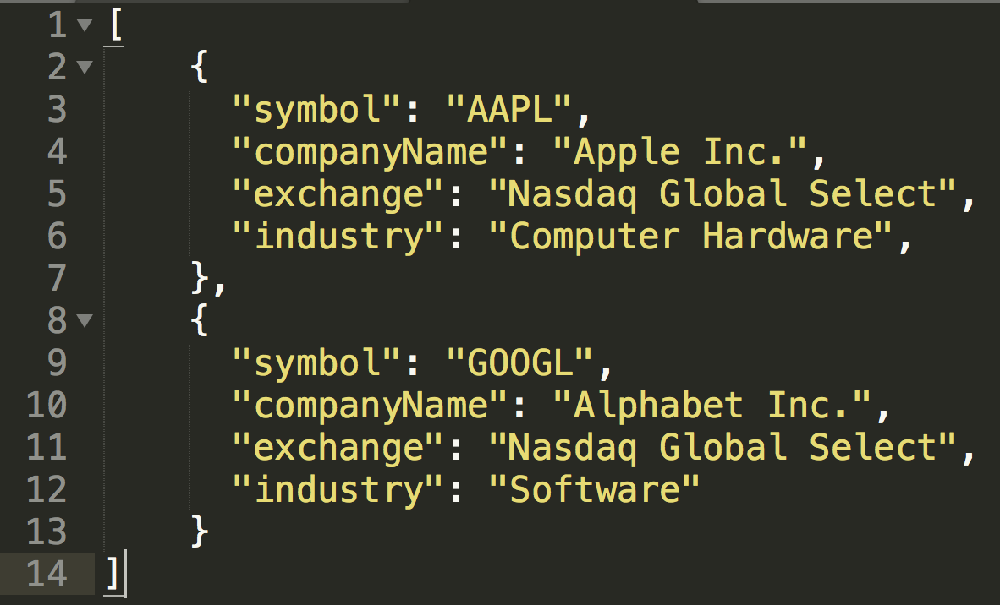 1 [
2 {
3 "symbol": "AAPL",
4 "companyName": "Apple Inc.",
5 "exchange": "Nasdaq Global Select",
6 "industry": "Computer Hardware",
7 },
8 {
9 "symbol": "GOOGL",
10 "companyName": "Alphabet Inc.",
11 "exchange": "Nasdaq Global Select",
12 "industry": "Software"
13 }
14 ]